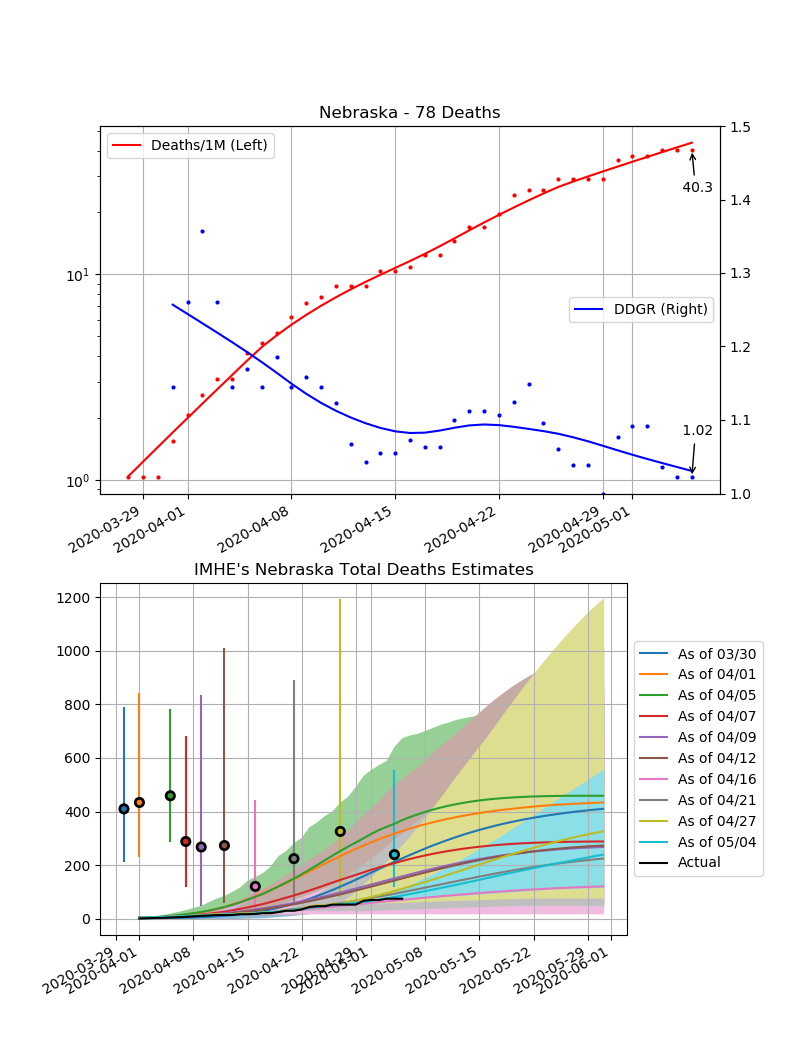 Nebraska - 78 Deaths
Deaths/1M (Left)
DDGR (Right)
40.3
1.02
10¹
10⁰
1.5
1.4
1.3
1.2
1.1
1.0
2020-03-29
2020-04-01
2020-04-08
2020-04-15
2020-04-22
2020-04-29
2020-05-01
IMHE's Nebraska Total Deaths Estimates
1200
1000
800
600
400
200
0
As of 03/30
As of 04/01
As of 04/05
As of 04/07
As of 04/09
As of 04/12
As of 04/16
As of 04/21
As of 04/27
As of 05/04
Actual
2020-03-29
2020-04-01
2020-04-08
2020-04-15
2020-04-22
2020-04-29
2020-05-01
2020-05-08
2020-05-15
2020-05-22
2020-05-29
2020-06-01